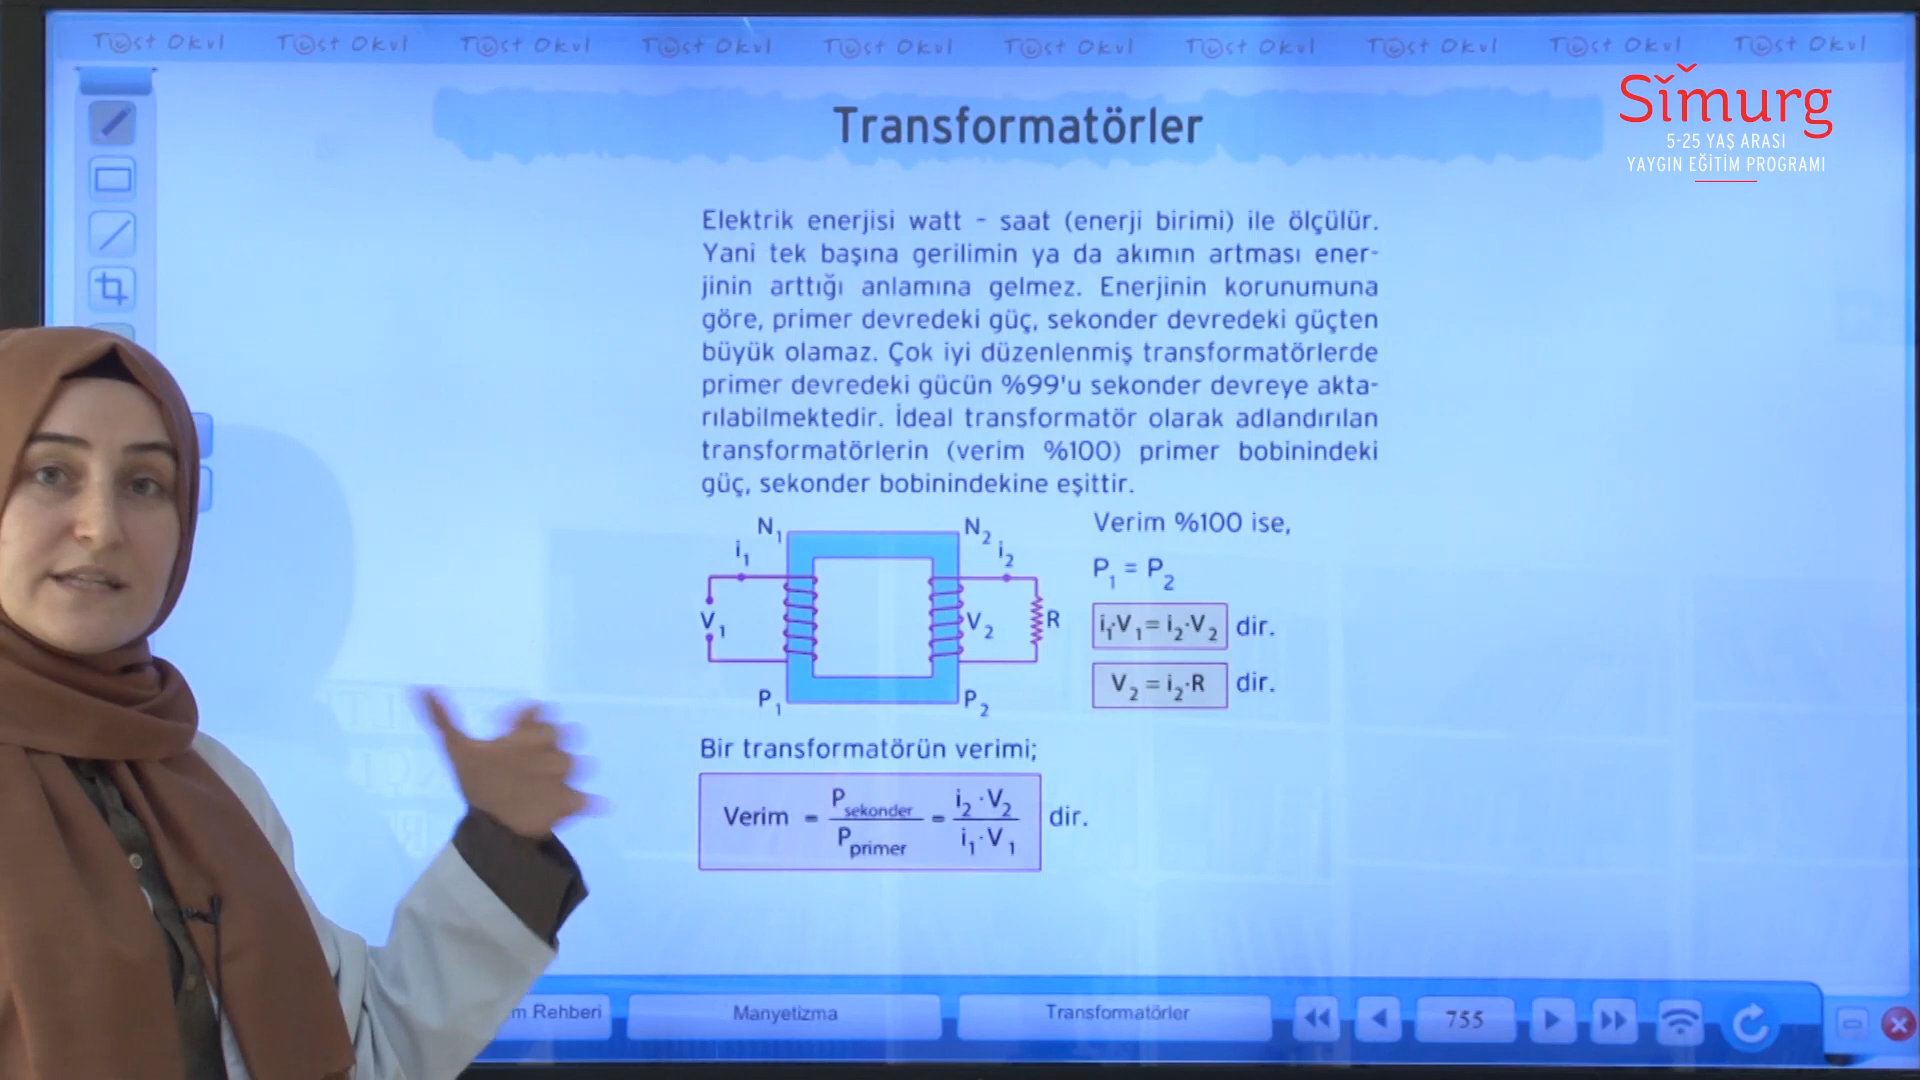 Test Okul Test Okul Test Okul Test Okul Test Okul Test Okul Test Okul Test Okul Test Okul Test Okul
Simurg
5-25 YAŞ ARASI
YAYGIN EĞİTİM PROGRAMI
Transformatörler
Elektrik enerjisi watt - saat (enerji birimi) ile ölçülür.
Yani tek başına gerilimin ya da akımın artması ener-
jinin arttığı anlamına gelmez. Enerjinin korunumuna
göre, primer devredeki güç, sekonder devredeki güçten
büyük olamaz. Çok iyi düzenlenmiş transformatörlerde
primer devredeki gücün %99'u sekonder devreye akta-
rılabilmektedir. İdeal transformatör olarak adlandırılan
transformatörlerin (verim %100) primer bobinindeki
güç, sekonder bobinindekine eşittir.
N₁ N₂
i₁ i₂
V₁ V₂ R
P₁ P₂
Verim %100 ise,
P₁ = P₂
i₁·V₁ = i₂·V₂ dir.
V₂ = i₂·R dir.
Bir transformatörün verimi;
Verim = P sekonder / P primer = i₂·V₂ / i₁·V₁ dir.
m Rehberi Manyetizma Transformatörler 755